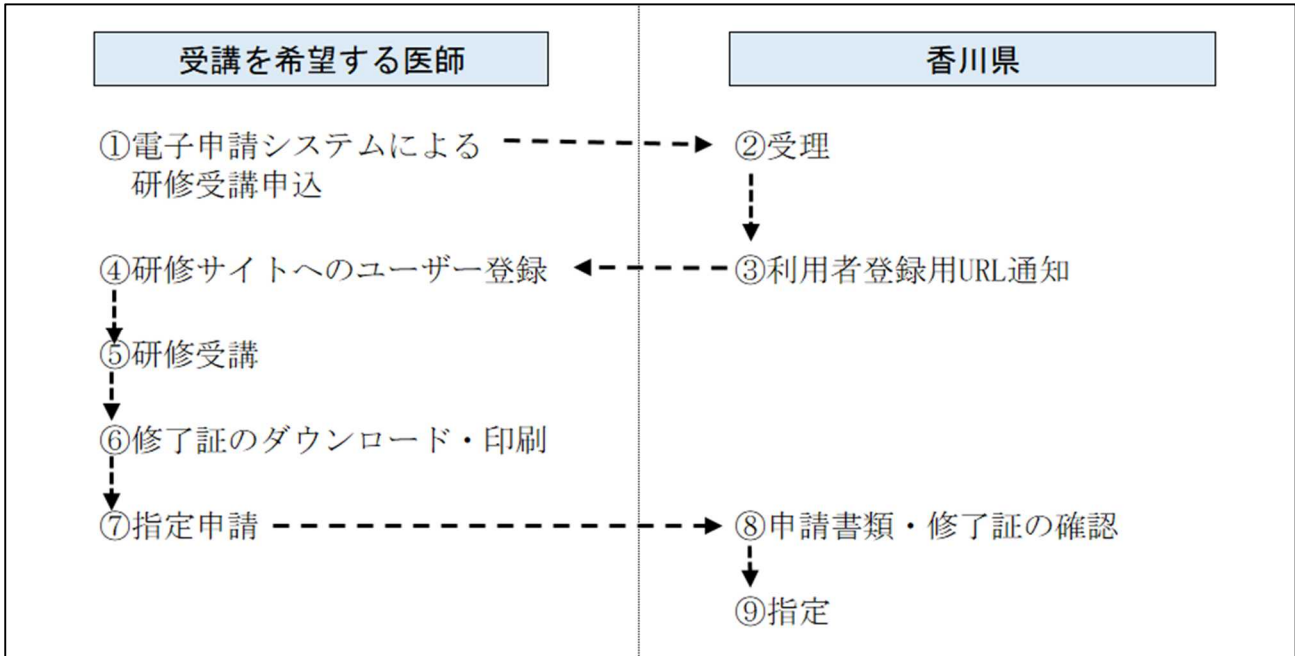 受講を希望する医師
香川県
①電子申請システムによる
研修受講申込
②受理
③利用者登録用URL通知
④研修サイトへのユーザー登録
⑤研修受講
⑥修了証のダウンロード・印刷
⑦指定申請
⑧申請書類・修了証の確認
⑨指定